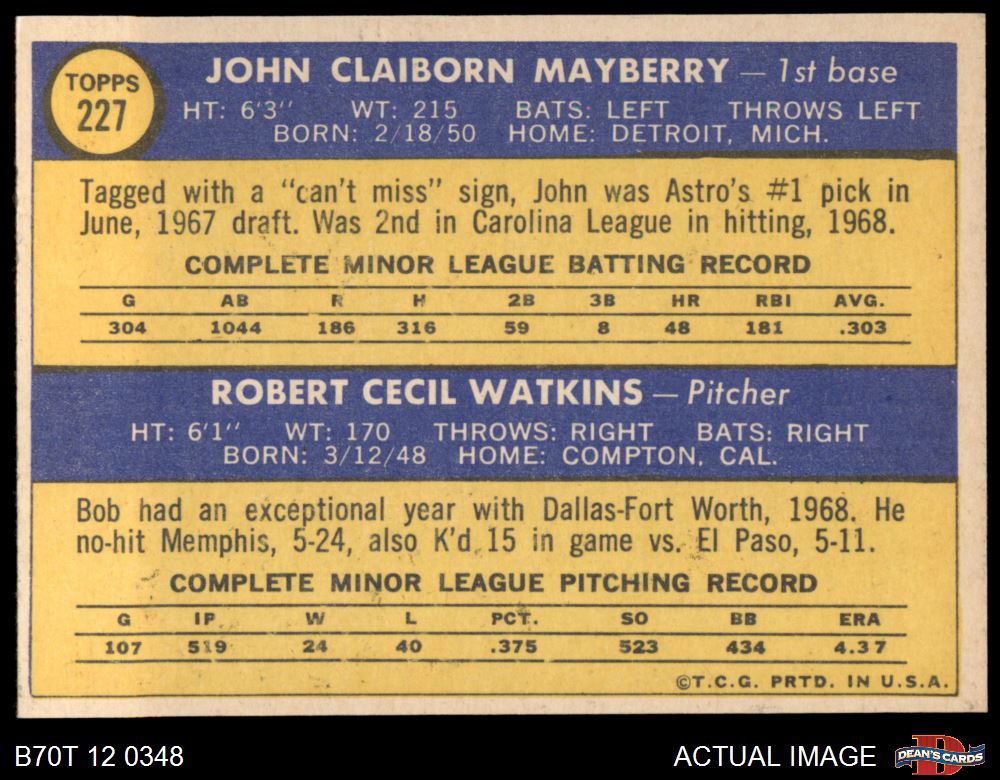 TOPPS
227
JOHN CLAIBORN MAYBERRY — 1st base
HT: 6'3" WT: 215 BATS: LEFT THROWS LEFT
BORN: 2/18/50 HOME: DETROIT, MICH.
Tagged with a "can't miss" sign, John was Astro's #1 pick in
June, 1967 draft. Was 2nd in Carolina League in hitting, 1968.
COMPLETE MINOR LEAGUE BATTING RECORD
G AB R H 2B 3B HR RBI AVG.
304 1044 186 316 59 8 48 181 .303
ROBERT CECIL WATKINS — Pitcher
HT: 6'1" WT: 170 THROWS: RIGHT BATS: RIGHT
BORN: 3/12/48 HOME: COMPTON, CAL.
Bob had an exceptional year with Dallas-Fort Worth, 1968. He
no-hit Memphis, 5-24, also K'd 15 in game vs. El Paso, 5-11.
COMPLETE MINOR LEAGUE PITCHING RECORD
G IP W L PCT. SO BB ERA
107 519 24 40 .375 523 434 4.37
©T.C.G. PRTD. IN U.S.A.
B70T 12 0348 ACTUAL IMAGE DEAN'S CARDS